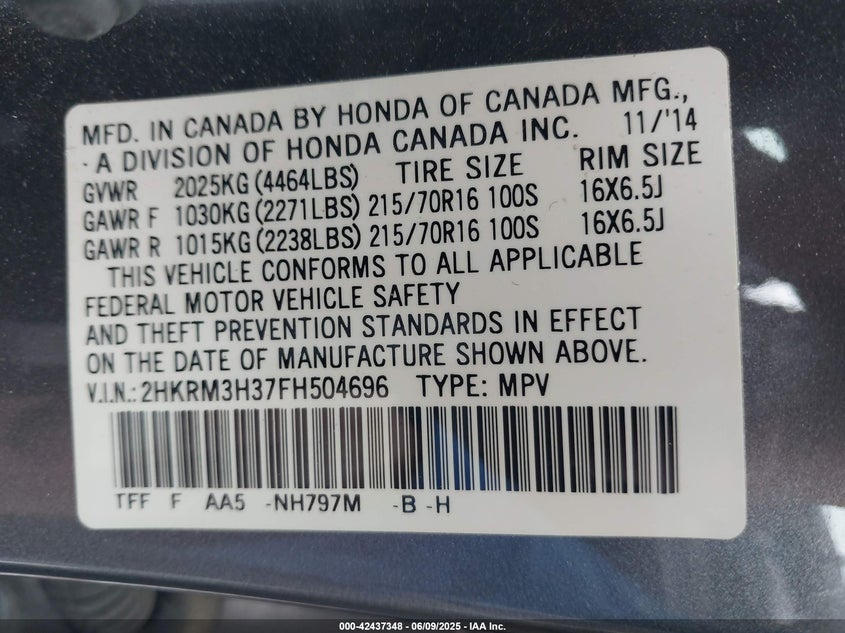 MFD. IN CANADA BY HONDA OF CANADA MFG.,
- A DIVISION OF HONDA CANADA INC. 11/'14
GVWR 2025KG (4464LBS) TIRE SIZE RIM SIZE
GAWR F 1030KG (2271LBS) 215/70R16 100S 16X6.5J
GAWR R 1015KG (2238LBS) 215/70R16 100S 16X6.5J
THIS VEHICLE CONFORMS TO ALL APPLICABLE
FEDERAL MOTOR VEHICLE SAFETY
AND THEFT PREVENTION STANDARDS IN EFFECT
ON THE DATE OF MANUFACTURE SHOWN ABOVE.
V.I.N.: 2HKRM3H37FH504696 TYPE: MPV
TFF F AA5 -NH797M -B -H
000-42437348 - 06/09/2025 - IAA Inc.